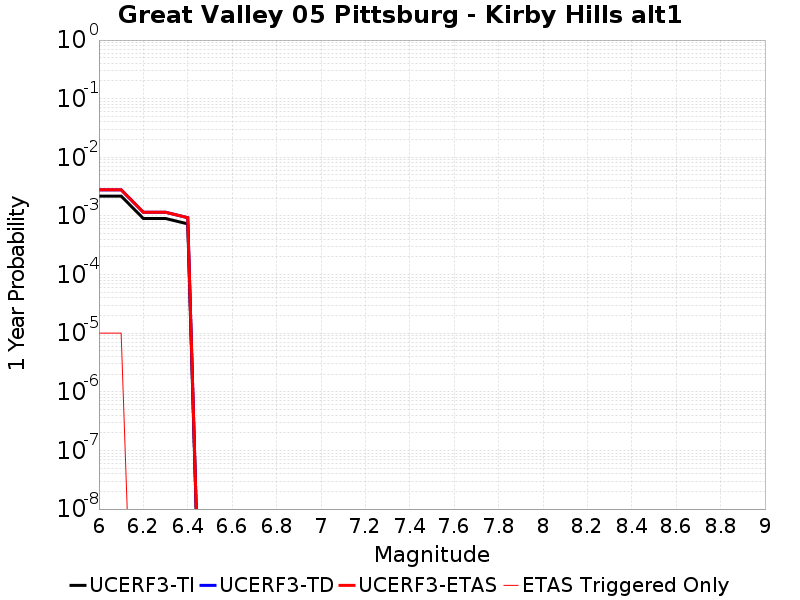 Great Valley 05 Pittsburg - Kirby Hills alt1
10^0
10^-1
10^-2
10^-3
10^-4
10^-5
10^-6
10^-7
10^-8
1 Year Probability
6 6.2 6.4 6.6 6.8 7 7.2 7.4 7.6 7.8 8 8.2 8.4 8.6 8.8 9
Magnitude
UCERF3-TI UCERF3-TD UCERF3-ETAS ETAS Triggered Only